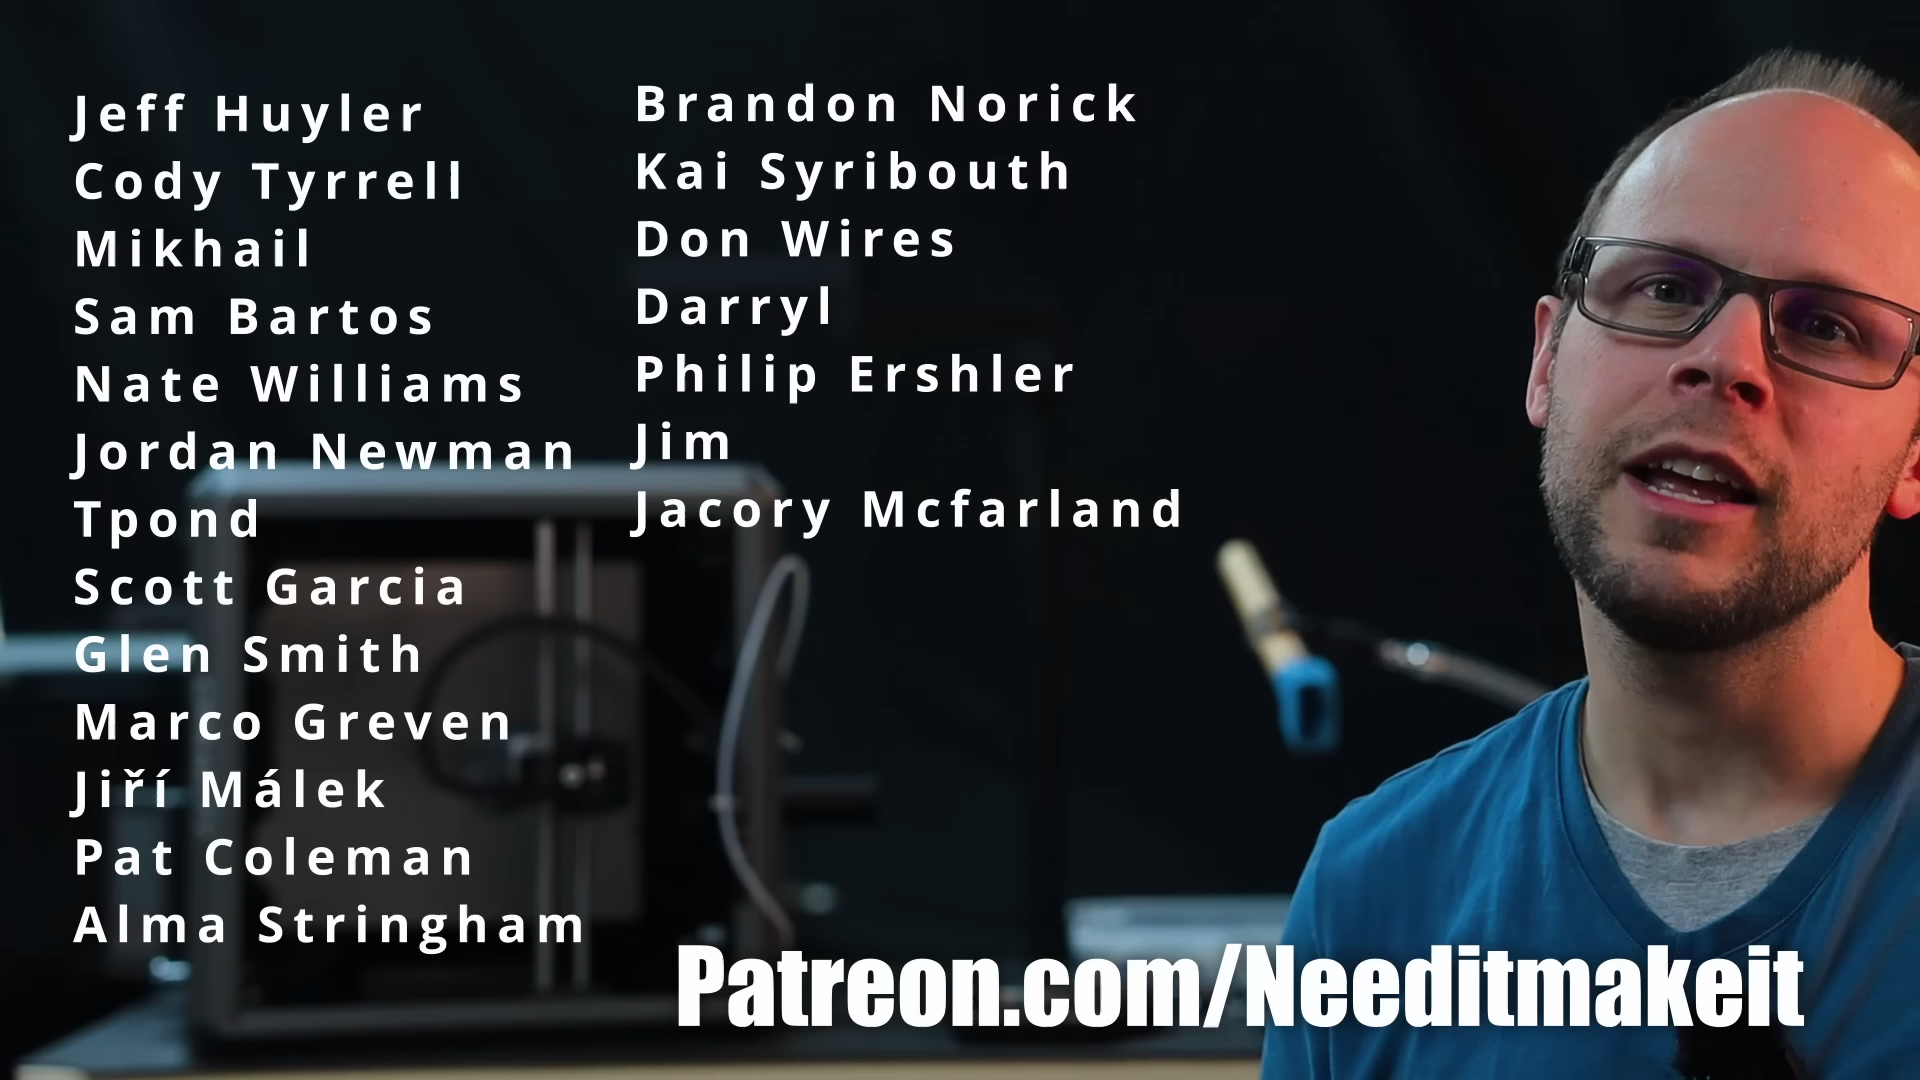 Jeff Huyler
Cody Tyrrell
Mikhail
Sam Bartos
Nate Williams
Jordan Newman
Tpond
Scott Garcia
Glen Smith
Marco Greven
Jiří Málek
Pat Coleman
Alma Stringham
Brandon Norick
Kai Syribouth
Don Wires
Darryl
Philip Ershler
Jim
Jacory Mcfarland
Patreon.com/Needitmakeit